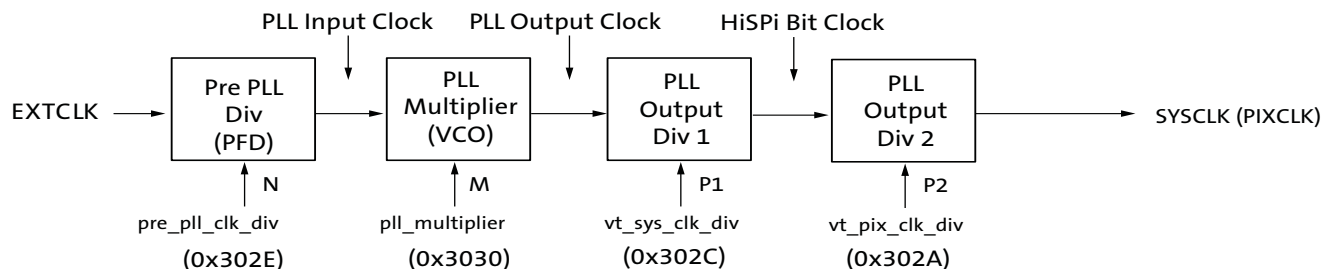 PLL Input Clock
PLL Output Clock
HiSPi Bit Clock
EXTCLK
Pre PLL
Div
(PFD)
PLL
Multiplier
(VCO)
PLL
Output
Div 1
PLL
Output
Div 2
SYSCLK (PIXCLK)
N
M
P1
P2
pre_pll_clk_div
pll_multiplier
vt_sys_clk_div
vt_pix_clk_div
(0x302E)
(0x3030)
(0x302C)
(0x302A)